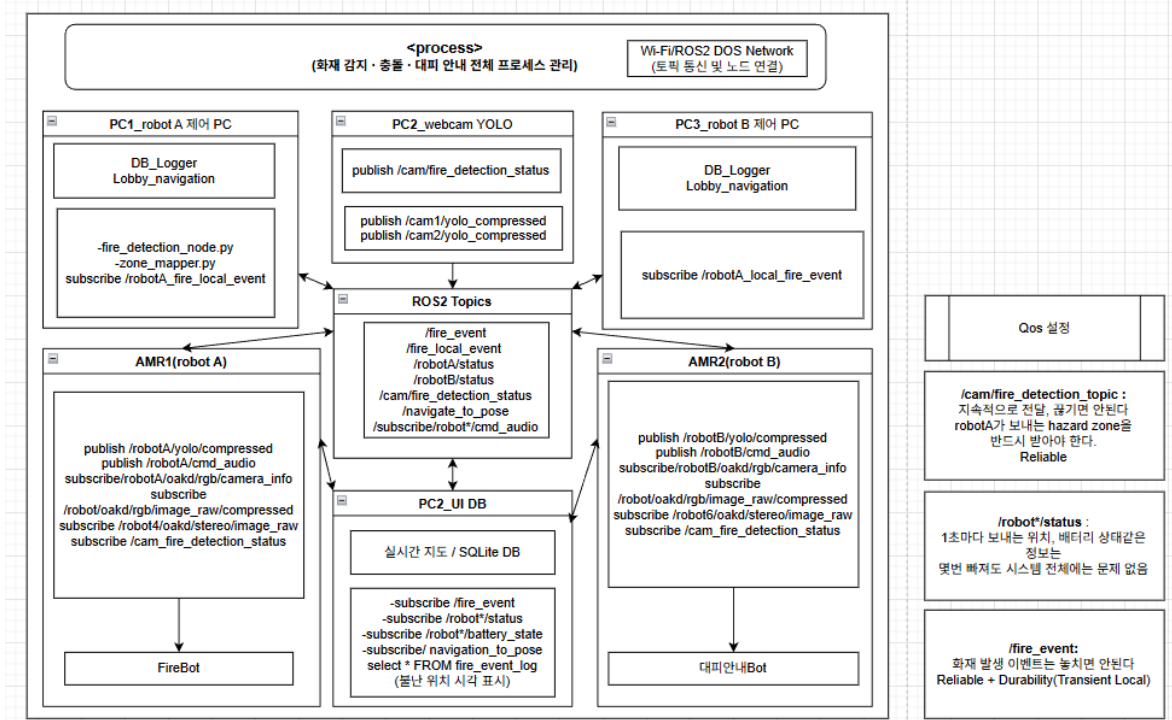 <process>
(화재 감지 · 충돌 · 대피 안내 전체 프로세스 관리)
Wi-Fi/ROS2 DOS Network
(토픽 통신 및 노드 연결)
PC1_robot A 제어 PC
DB_Logger
Lobby_navigation
-fire_detection_node.py
-zone_mapper.py
subscribe /robotA_fire_local_event
PC2_webcam YOLO
publish /cam/fire_detection_status
publish /cam1/yolo_compressed
publish /cam2/yolo_compressed
PC3_robot B 제어 PC
DB_Logger
Lobby_navigation
subscribe /robotA_local_fire_event
ROS2 Topics
/fire_event
/fire_local_event
/robotA/status
/robotB/status
/cam/fire_detection_status
/navigate_to_pose
/subscribe/robot*/cmd_audio
AMR1(robot A)
publish /robotA/yolo/compressed
publish /robotA/cmd_audio
subscribe/robotA/oakd/rgb/camera_info
subscribe
/robot/oakd/rgb/image_raw/compressed
subscribe /robot4/oakd/stereo/image_raw
subscribe /cam_fire_detection_status
FireBot
PC2_UI DB
실시간 지도 / SQLite DB
-subscribe /fire_event
-subscribe /robot*/status
-subscribe /robot*/battery_state
-subscribe/ navigation_to_pose
select * FROM fire_event_log
(불난 위치 시각 표시)
AMR2(robot B)
publish /robotB/yolo/compressed
publish /robotB/cmd_audio
subscribe/robotB/oakd/rgb/camera_info
subscribe
/robot/oakd/rgb/image_raw/compressed
subscribe /robot6/oakd/stereo/image_raw
subscribe /cam_fire_detection_status
대피안내Bot
Qos 설정
/cam/fire_detection_topic :
지속적으로 전달, 끊기면 안된다
robotA가 보내는 hazard zone을
반드시 받아야 한다.
Reliable
/robot*/status :
1초마다 보내는 위치, 배터리 상태같은
정보는
몇번 빠져도 시스템 전체에는 문제 없음
/fire_event:
화재 발생 이벤트는 놓치면 안된다
Reliable + Durability(Transient Local)